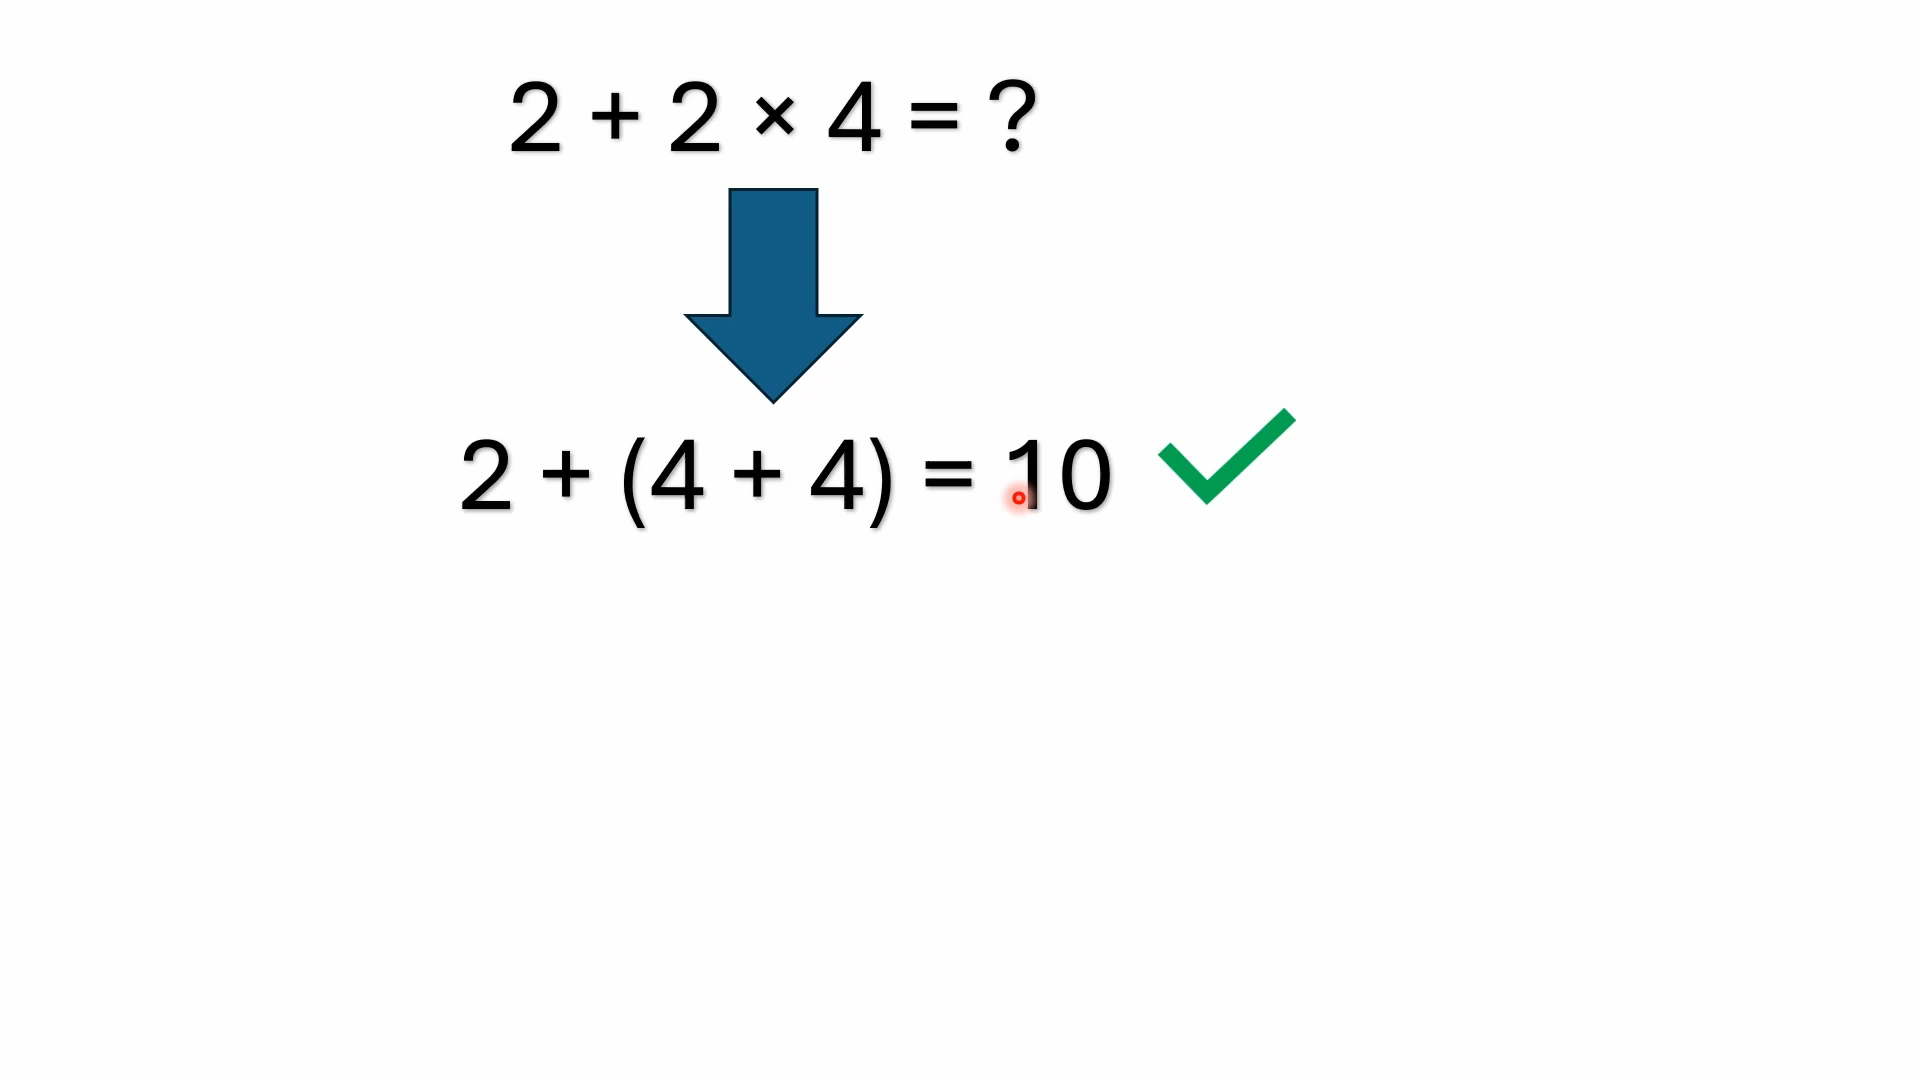 2 + 2 × 4 = ?
2 + (4 + 4) = 10